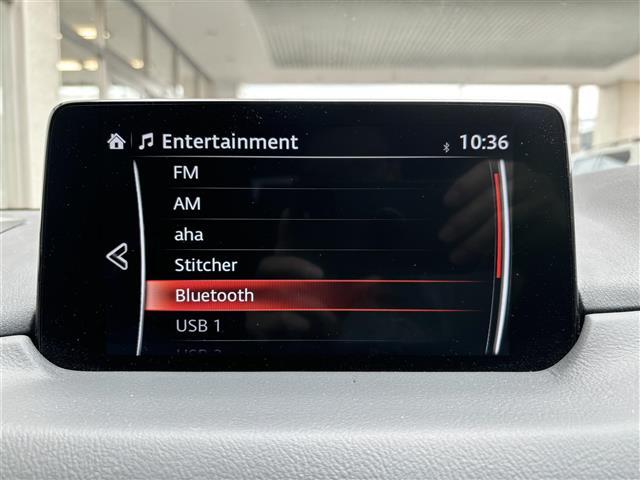 Entertainment
10:36
FM
AM
aha
Stitcher
Bluetooth
USB 1